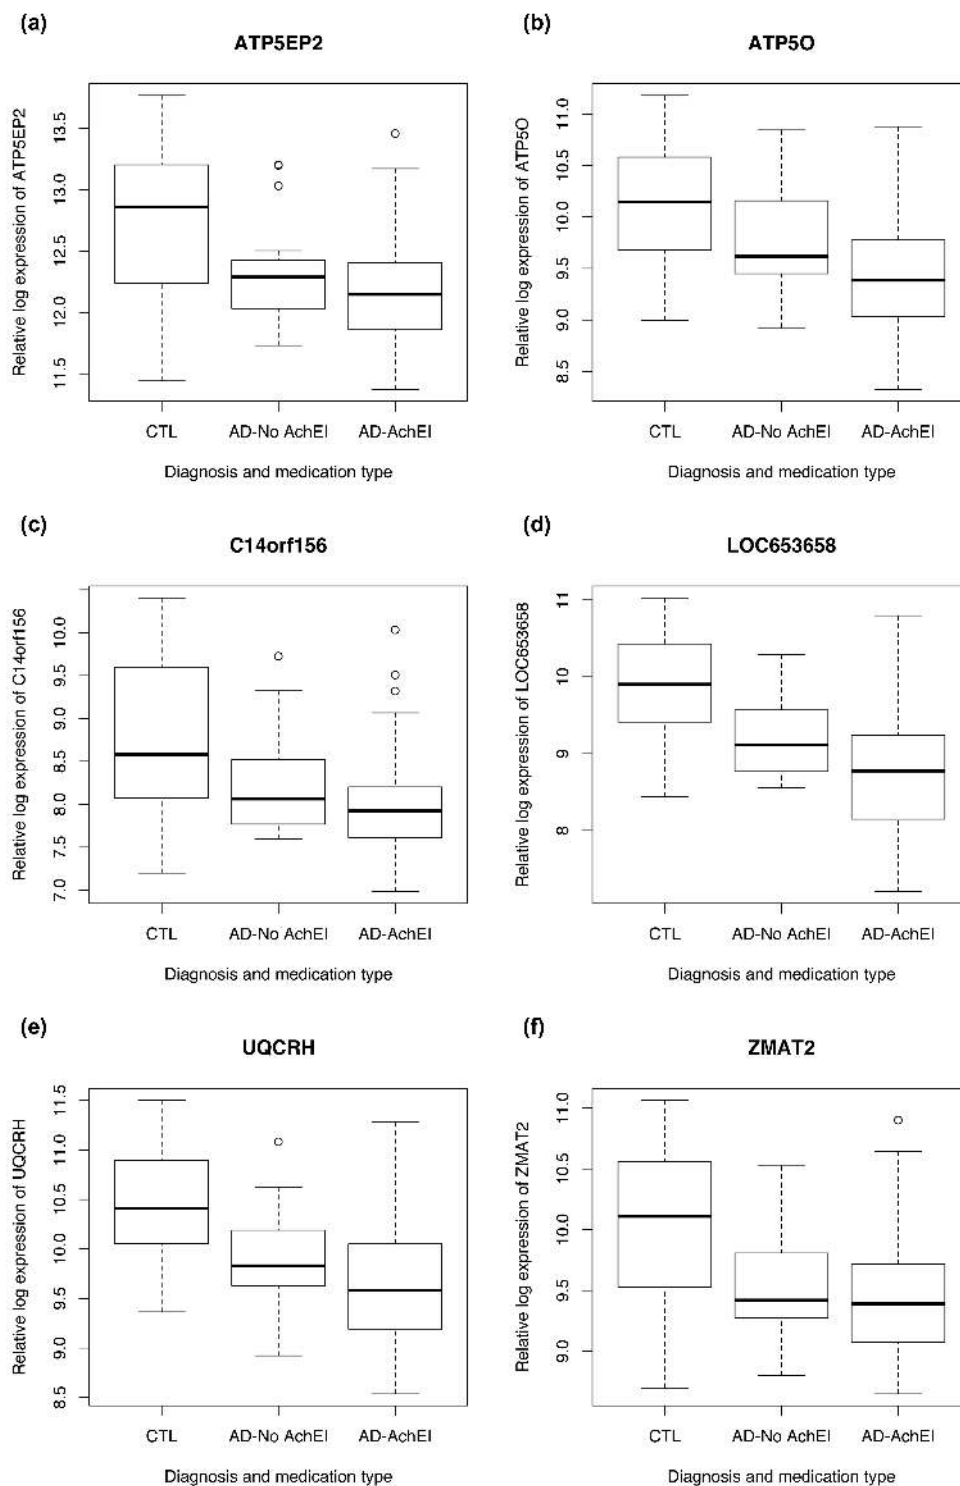 (a)
ATP5EP2
Relative log expression of ATP5EP2
13.5
13.0
12.5
12.0
11.5
CTL AD-No AchEI AD-AchEI
Diagnosis and medication type
(b)
ATP5O
Relative log expression of ATP5O
11.0
10.5
10.0
9.5
9.0
8.5
CTL AD-No AchEI AD-AchEI
Diagnosis and medication type
(c)
C14orf156
Relative log expression of C14orf156
10.0
9.5
9.0
8.5
8.0
7.5
7.0
CTL AD-No AchEI AD-AchEI
Diagnosis and medication type
(d)
LOC653658
Relative log expression of LOC653658
11
10
9
8
CTL AD-No AchEI AD-AchEI
Diagnosis and medication type
(e)
UQCRH
Relative log expression of UQCRH
11.5
11.0
10.5
10.0
9.5
9.0
8.5
CTL AD-No AchEI AD-AchEI
Diagnosis and medication type
(f)
ZMAT2
Relative log expression of ZMAT2
11.0
10.5
10.0
9.5
9.0
CTL AD-No AchEI AD-AchEI
Diagnosis and medication type